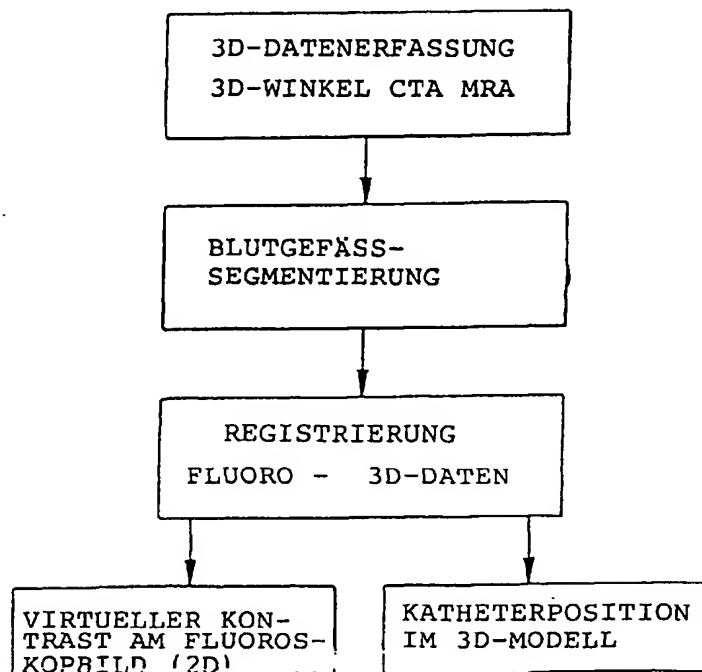 3D-DATENERFASSUNG
3D-WINKEL CTA MRA
BLUTGEFÄSS-
SEGMENTIERUNG
REGISTRIERUNG
FLUORO - 3D-DATEN
VIRTUELLER KON-
TRAST AM FLUOROS-
KOPBILD (2D)
KATHETERPOSITION
IM 3D-MODELL